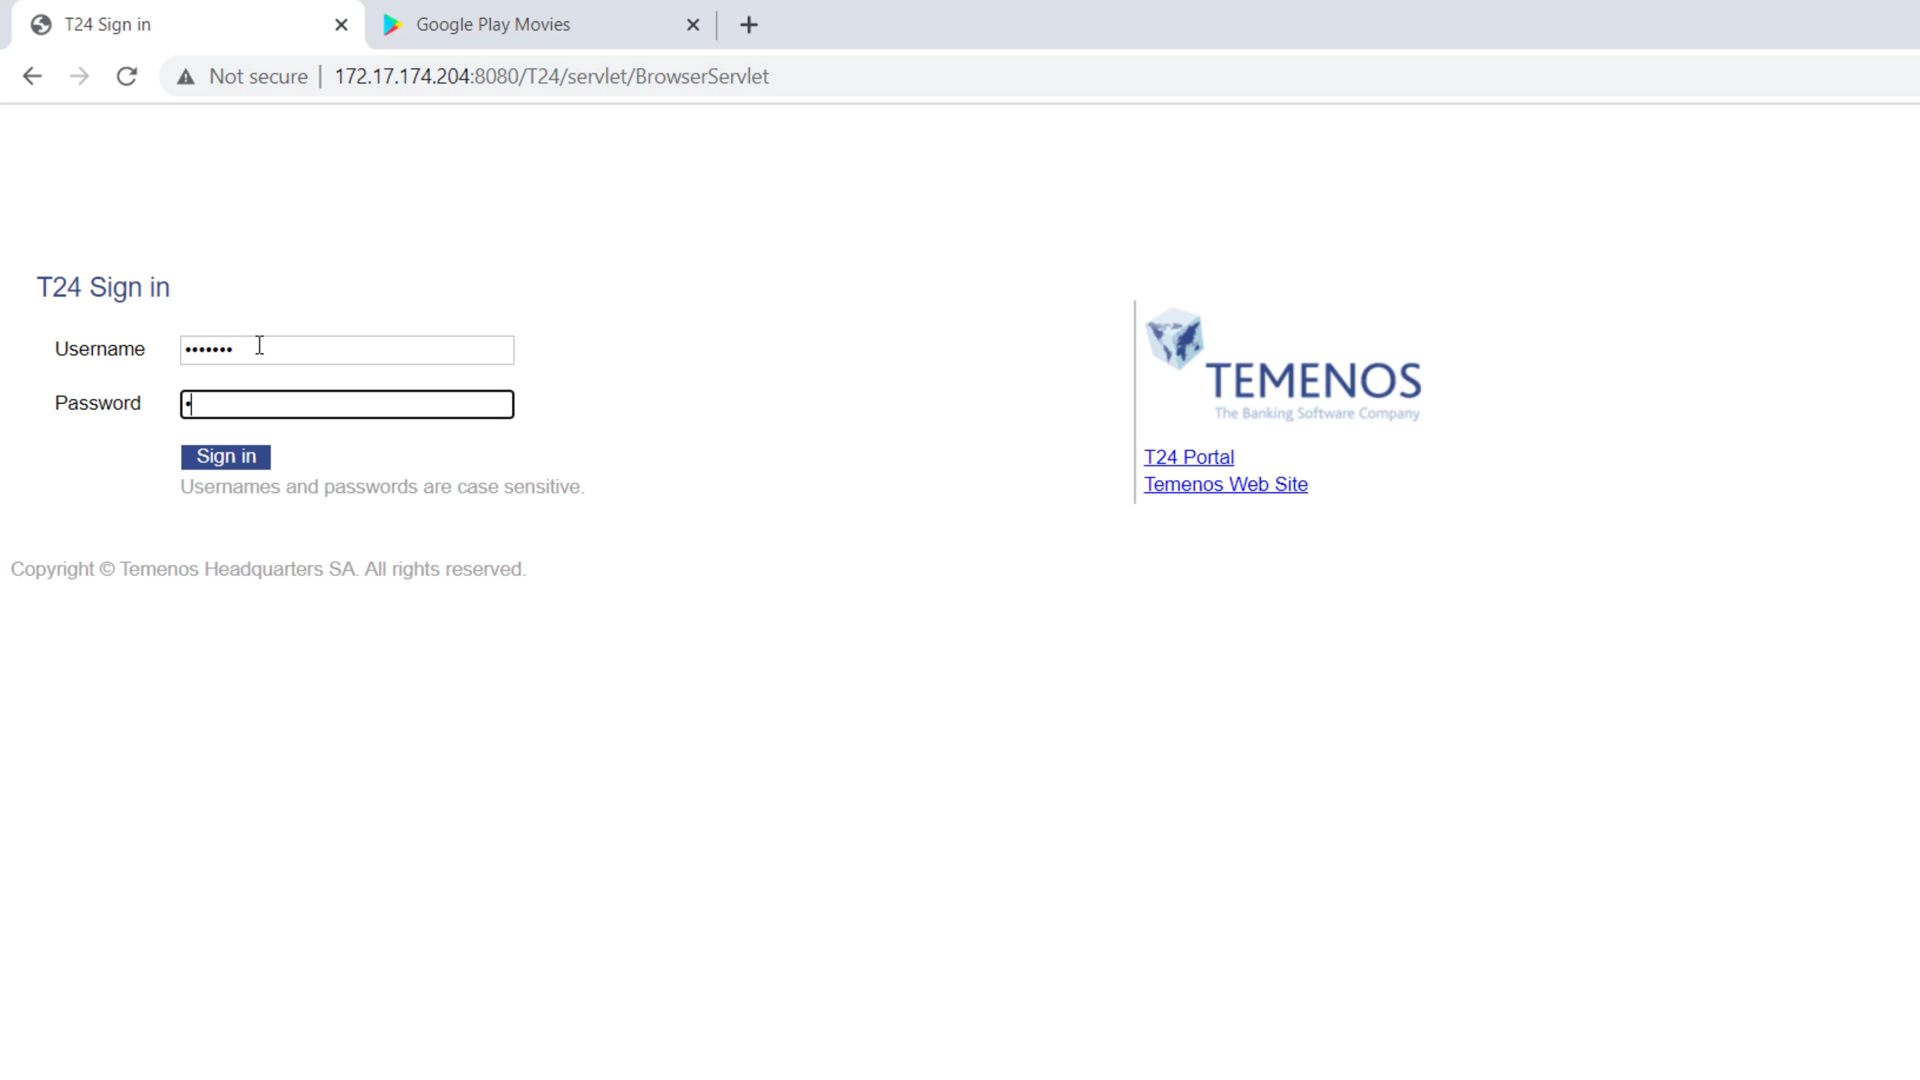 T24 Sign in
Google Play Movies
Not secure | 172.17.174.204:8080/T24/servlet/BrowserServlet
T24 Sign in
Username •••••••
Password •
Sign in
Usernames and passwords are case sensitive.
TEMENOS
The Banking Software Company
T24 Portal
Temenos Web Site
Copyright © Temenos Headquarters SA. All rights reserved.